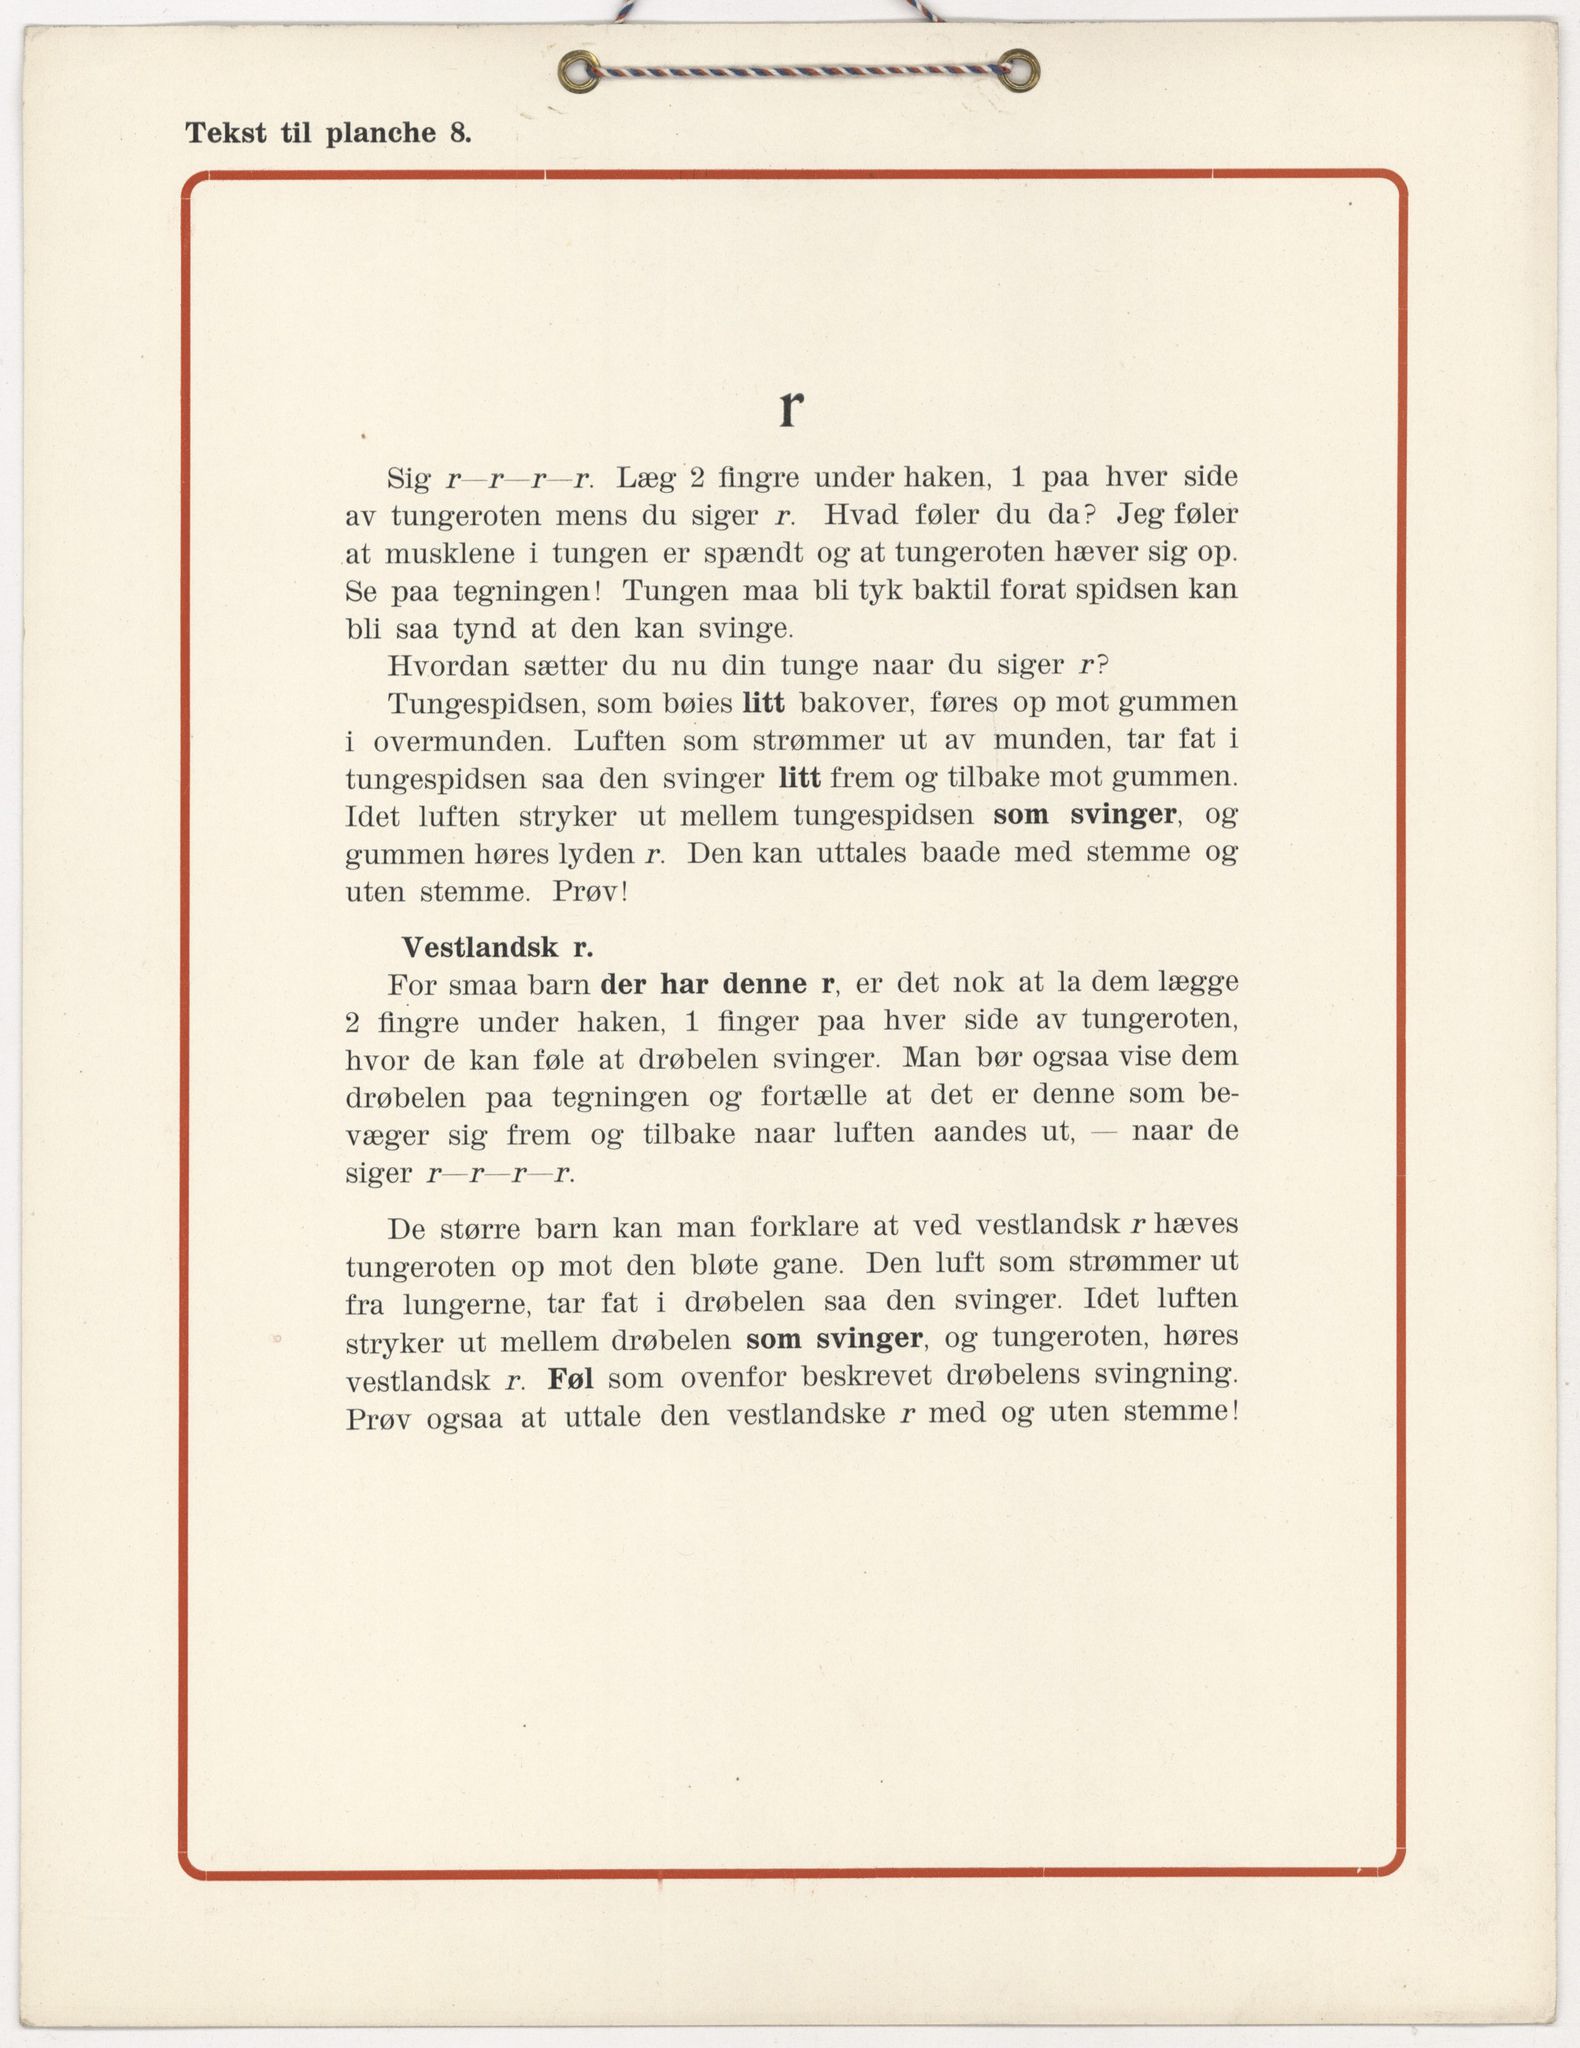 Tekst til planche 8.
r
Sig r—r—r—r. Læg 2 fingre under haken, 1 paa hver side
av tungeroten mens du siger r. Hvad føler du da? Jeg føler
at musklene i tungen er spændt og at tungeroten hæver sig op.
Se paa tegningen! Tungen maa bli tyk baktil forat spidsen kan
bli saa tynd at den kan svinge.
Hvordan sætter du nu din tunge naar du siger r?
Tungespidsen, som bøies litt bakover, føres op mot gummen
i overmunden. Luften som strømmer ut av munden, tar fat i
tungespidsen saa den svinger litt frem og tilbake mot gummen.
Idet luften stryker ut mellem tungespidsen som svinger, og
gummen høres lyden r. Den kan uttales baade med stemme og
uten stemme. Prøv!
Vestlandsk r.
For smaa barn der har denne r, er det nok at la dem lægge
2 fingre under haken, 1 finger paa hver side av tungeroten,
hvor de kan føle at drøbelen svinger. Man bør ogsaa vise dem
drøbelen paa tegningen og fortælle at det er denne som be-
væger sig frem og tilbake naar luften aandes ut, — naar de
siger r—r—r—r.
De større barn kan man forklare at ved vestlandsk r hæves
tungeroten op mot den bløte gane. Den luft som strømmer ut
fra lungerne, tar fat i drøbelen saa den svinger. Idet luften
stryker ut mellem drøbelen som svinger, og tungeroten, høres
vestlandsk r. Føl som ovenfor beskrevet drøbelens svingning.
Prøv ogsaa at uttale den vestlandske r med og uten stemme!